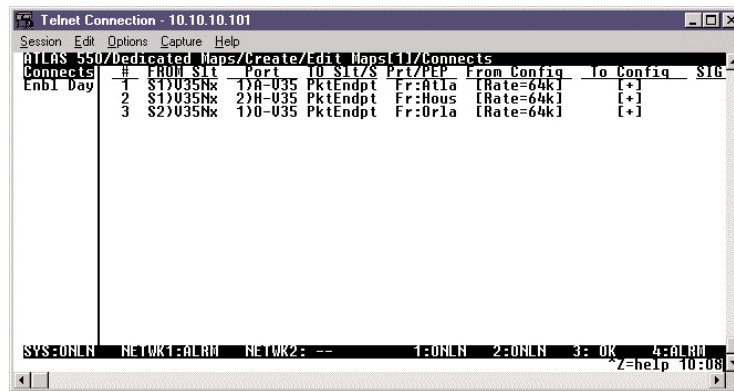 Telnet Connection - 10.10.10.101
Session Edit Options Capture Help
ATLAS 550/Dedicated Maps/Create/Edit Maps[1]/Connects
Connects # FROM Slt Port TO Slt/S Prt/PEP From Config To Config SIG
Enbl Day 1 S1)V35Nx 1)A-V35 PktEndpt Fr:Atla [Rate=64k] [+]
2 S1)V35Nx 2)H-V35 PktEndpt Fr:Hous [Rate=64k] [+]
3 S2)V35Nx 1)O-V35 PktEndpt Fr:Orla [Rate=64k] [+]
SYS:ONLN NETWK1:ALRM NETWK2: -- 1:ONLN 2:ONLN 3: OK 4:ALRM
^Z=help 10:08